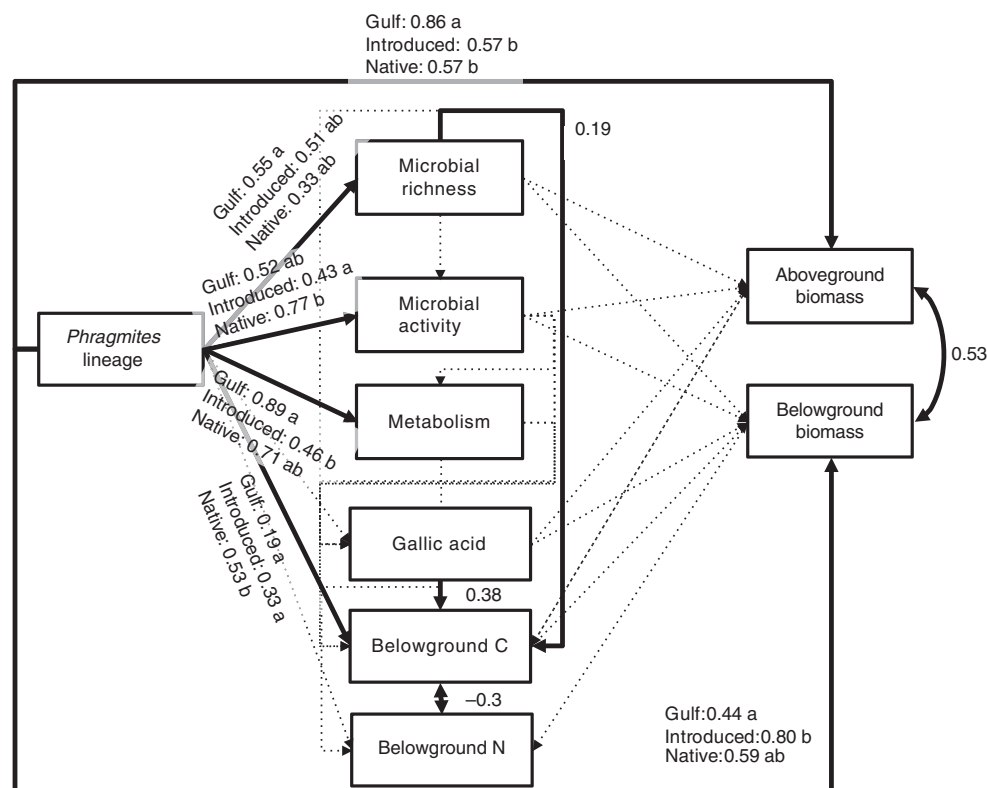 Gulf: 0.86 a
Introduced: 0.57 b
Native: 0.57 b
0.19
Gulf: 0.55 a
Introduced: 0.51 ab
Native: 0.33 ab
Microbial
richness
Gulf: 0.52 ab
Introduced: 0.43 a
Native: 0.77 b
Microbial
activity
Aboveground
biomass
Phragmites
lineage
0.53
Gulf: 0.89 a
Introduced: 0.46 b
Native: 0.71 ab
Metabolism
Belowground
biomass
Gulf: 0.19 a
Introduced: 0.33 a
Native: 0.53 b
Gallic acid
0.38
Belowground C
–0.3
Belowground N
Gulf:0.44 a
Introduced:0.80 b
Native:0.59 ab